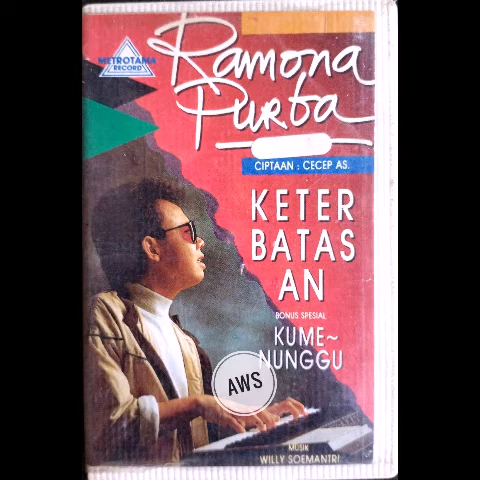 METROTAMA
RECORD
Ramona
Purba
CIPTAAN : CECEP AS.
KETER
BATAS
AN
BONUS SPESIAL
KUME~
NUNGGU
AWS
MUSIK
WILLY SOEMANTRI